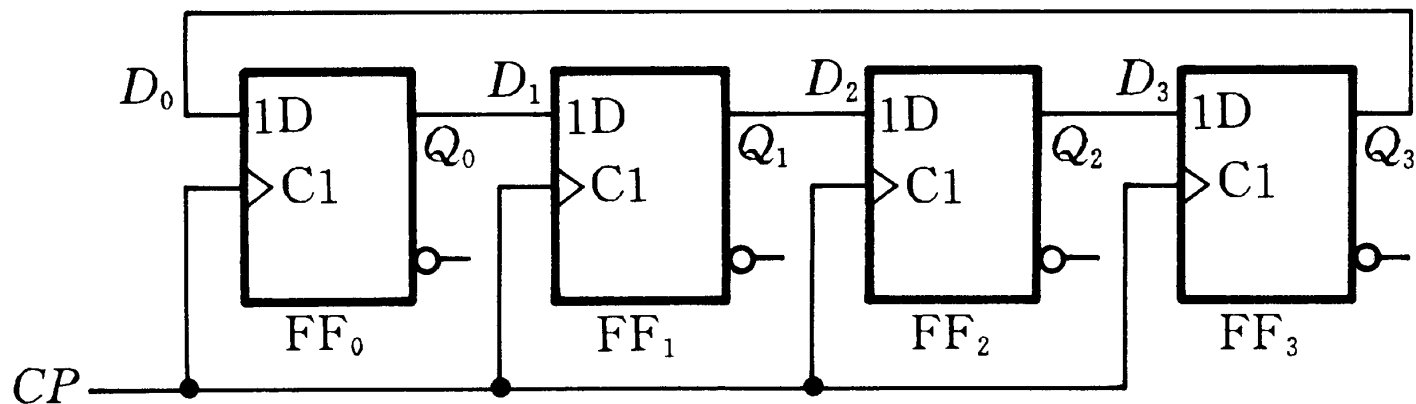 D₀ D₁ D₂ D₃
1D 1D 1D 1D
Q₀ Q₁ Q₂ Q₃
C1 C1 C1 C1
FF₀ FF₁ FF₂ FF₃
CP